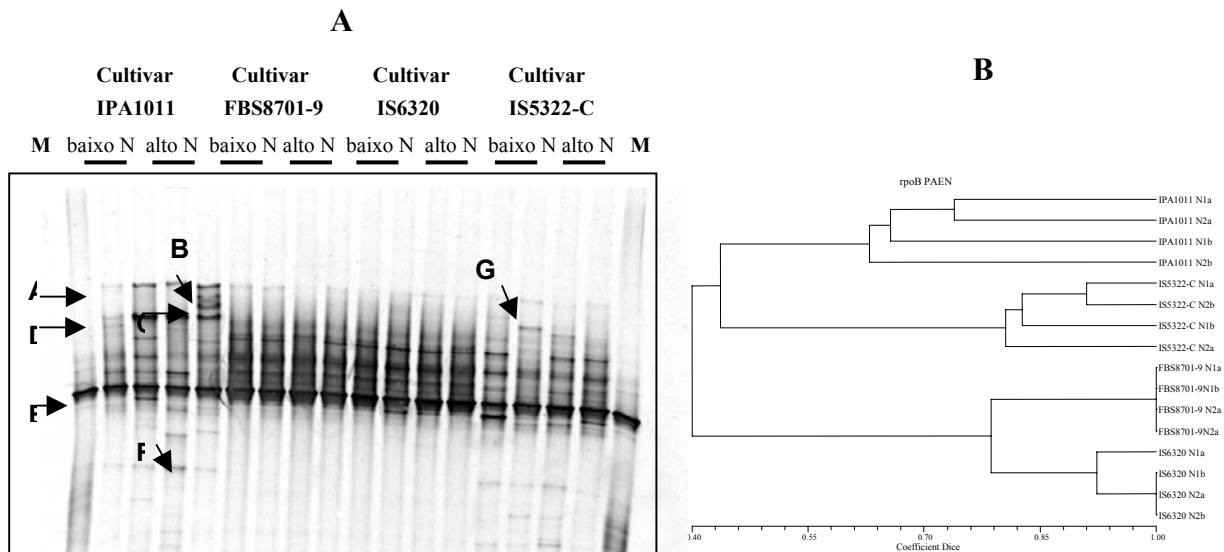 A
Cultivar Cultivar Cultivar Cultivar
IPA1011 FBS8701-9 IS6320 IS5322-C
M baixo N alto N baixo N alto N baixo N alto N baixo N alto N M
B
G
F
B
rpoB PAEN
IPA1011 N1a
IPA1011 N2a
IPA1011 N1b
IPA1011 N2b
IS5322-C N1a
IS5322-C N2b
IS5322-C N1b
IS5322-C N2a
FBS8701-9 N1a
FBS8701-9N1b
FBS8701-9 N2a
FBS8701-9N2a
IS6320 N1a
IS6320 N1b
IS6320 N2a
IS6320 N2b
0.40 0.55 0.70 0.85 1.00
Coefficient Dice